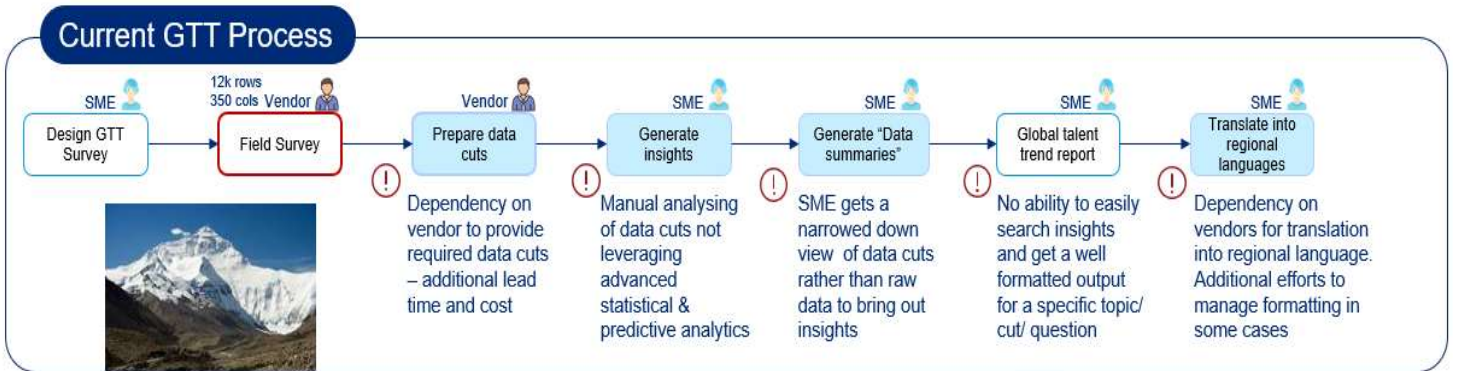 Current GTT Process
SME
Design GTT
Survey
12k rows
350 cols Vendor
Field Survey
Vendor
Prepare data
cuts
SME
Generate
insights
SME
Generate “Data
summaries”
SME
Global talent
trend report
SME
Translate into
regional
languages
!
Dependency on
vendor to provide
required data cuts
– additional lead
time and cost
!
Manual analysing
of data cuts not
leveraging
advanced
statistical &
predictive analytics
!
SME gets a
narrowed down
view of data cuts
rather than raw
data to bring out
insights
!
No ability to easily
search insights
and get a well
formatted output
for a specific topic/
cut/ question
!
Dependency on
vendors for translation
into regional language.
Additional efforts to
manage formatting in
some cases